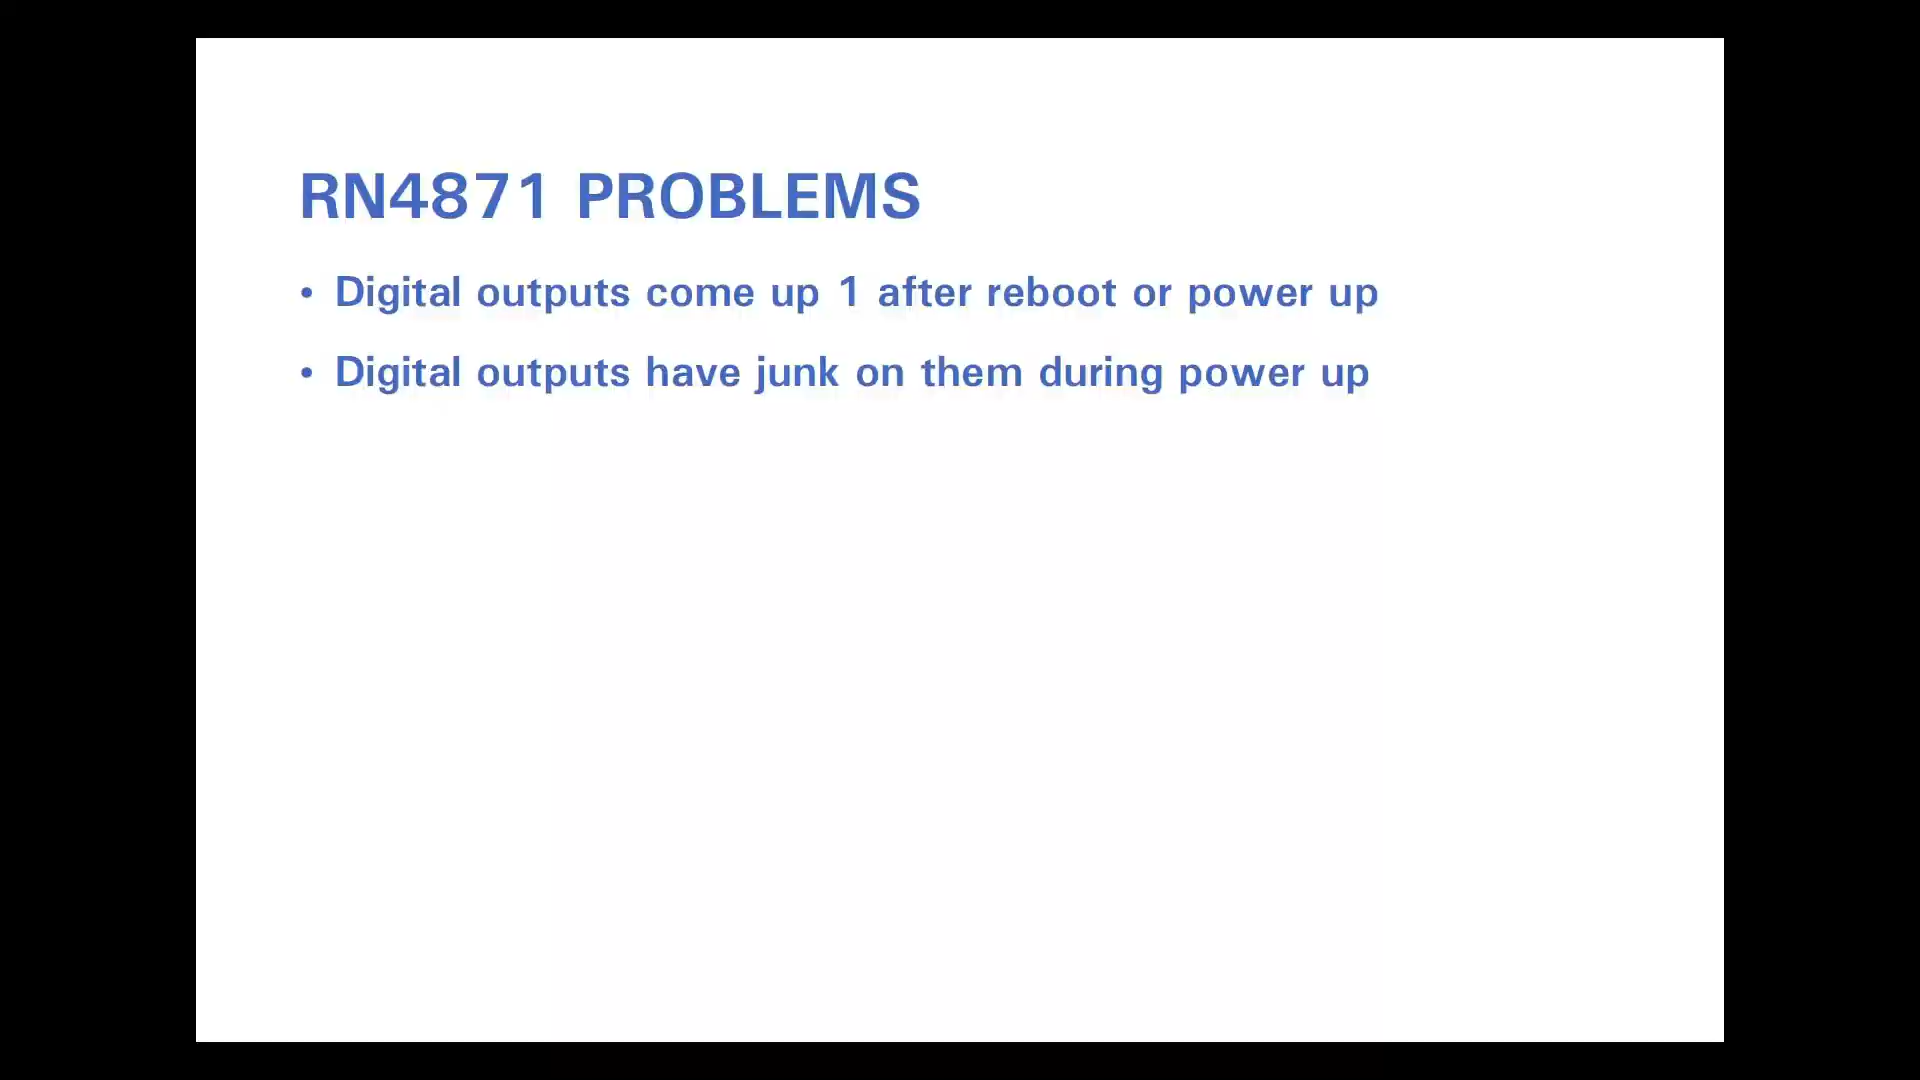 RN4871 PROBLEMS
• Digital outputs come up 1 after reboot or power up
• Digital outputs have junk on them during power up